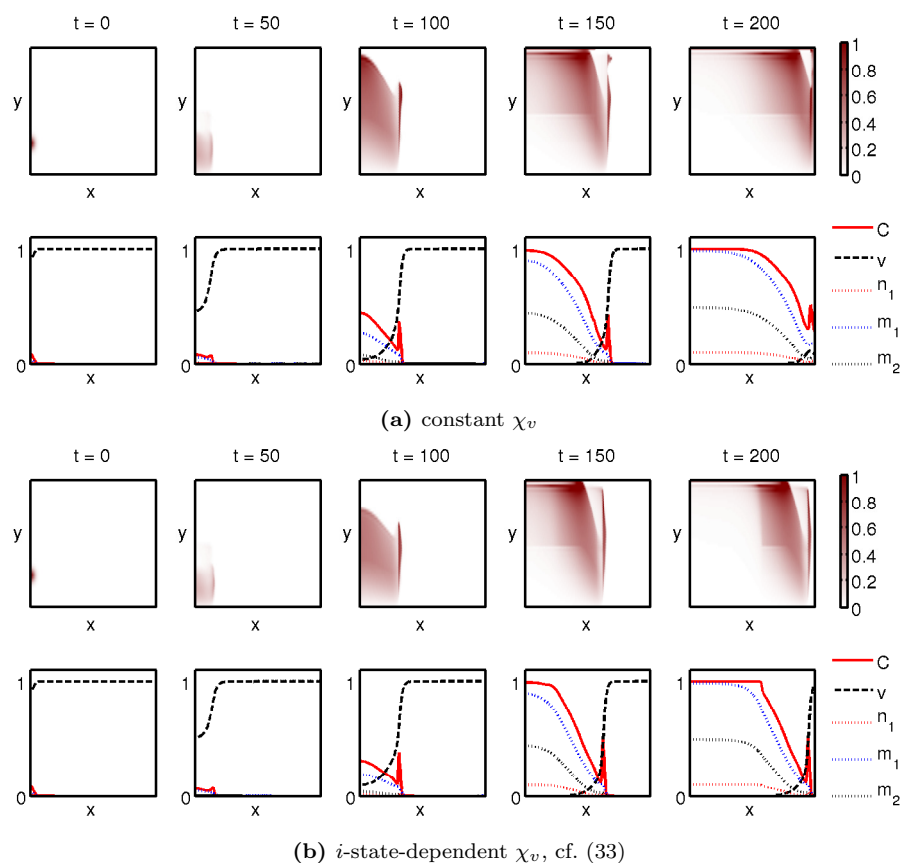 t = 0 t = 50 t = 100 t = 150 t = 200
y y y y y
1
0.8
0.6
0.4
0.2
0
x x x x x
1 1 1 1 1
0 0 0 0 0
x x x x x
C
v
n₁
m₁
m₂
(a) constant χᵥ
t = 0 t = 50 t = 100 t = 150 t = 200
y y y y y
1
0.8
0.6
0.4
0.2
0
x x x x x
1 1 1 1 1
0 0 0 0 0
x x x x x
C
v
n₁
m₁
m₂
(b) i-state-dependent χᵥ, cf. (33)